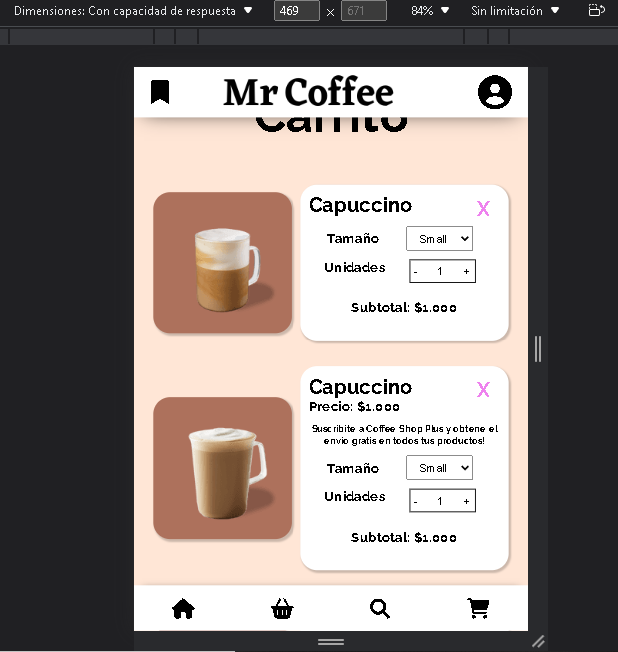 Dimensiones: Con capacidad de respuesta 469 × 671 84% Sin limitación
Mr Coffee
Carrito
Capuccino X
Tamaño Small
Unidades - 1 +
Subtotal: $1.000
Capuccino X
Precio: $1.000
Suscribite a Coffee Shop Plus y obtene el
envio gratis en todos tus productos!
Tamaño Small
Unidades - 1 +
Subtotal: $1.000